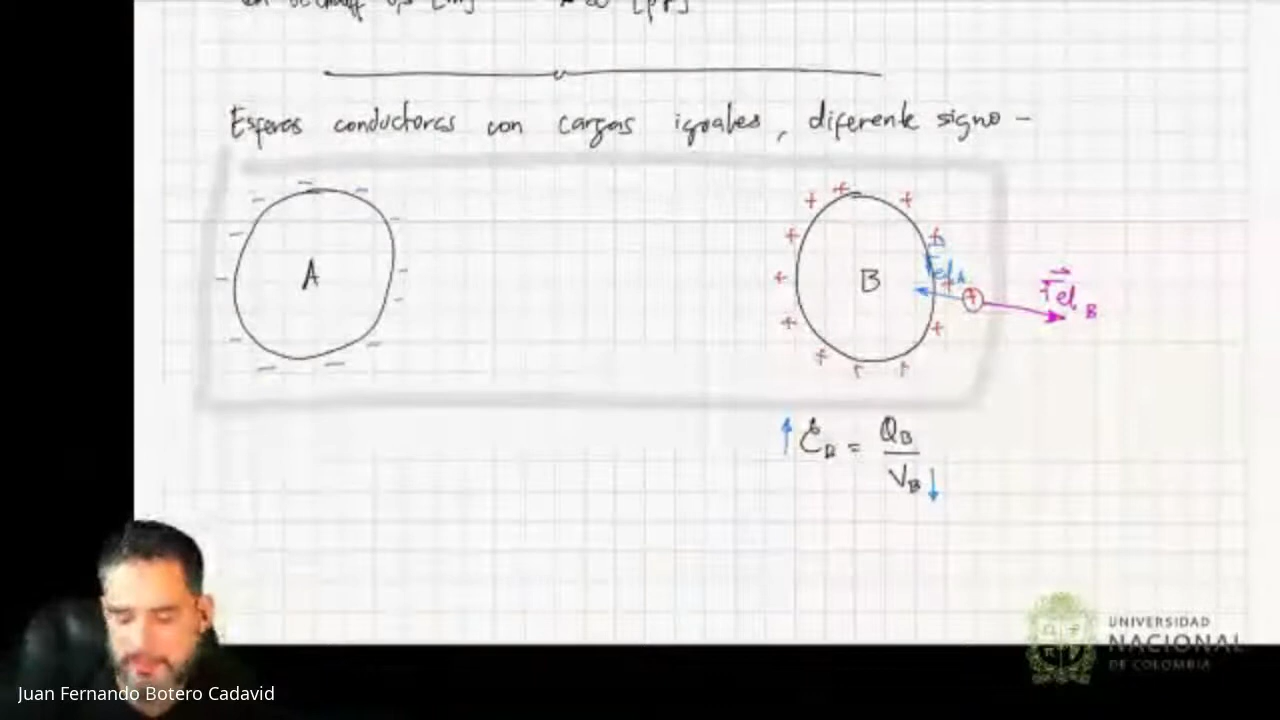 Esferas conductoras con cargas iguales, diferente signo -
A
B
Fel B
↑ C_B = Q_B / V_B ↓
UNIVERSIDAD
NACIONAL
DE COLOMBIA
Juan Fernando Botero Cadavid